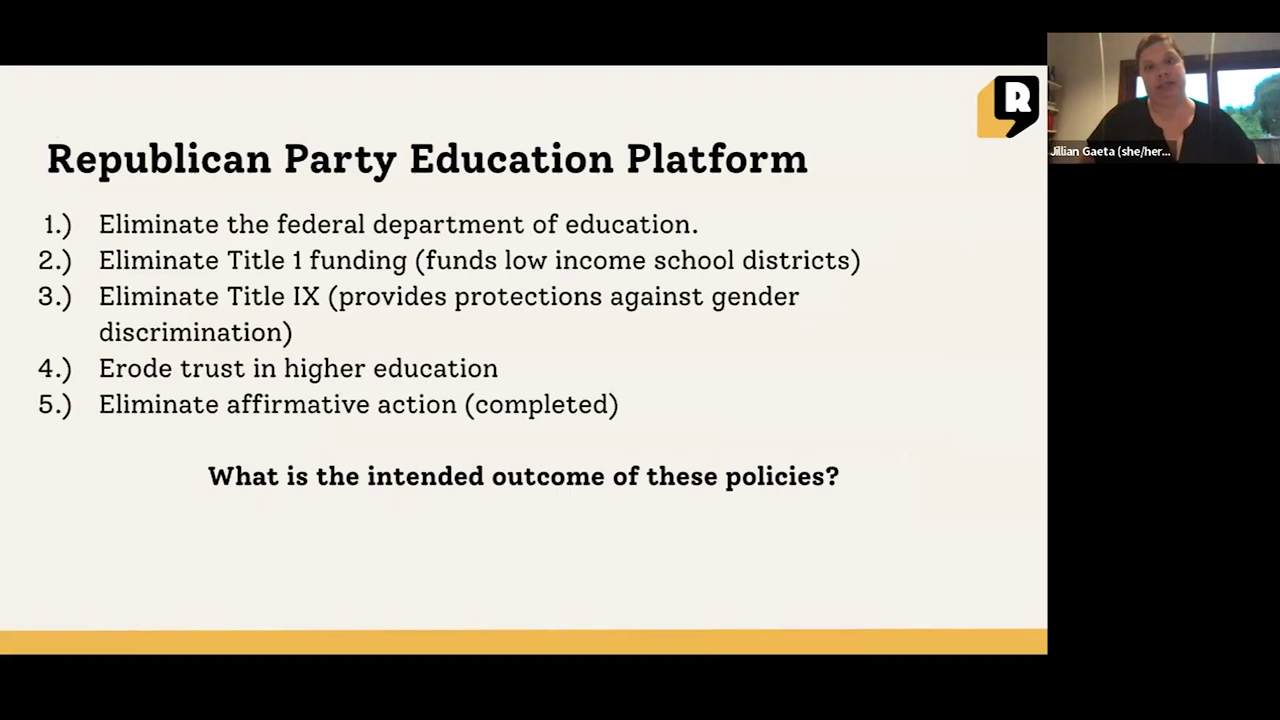 R
Republican Party Education Platform
1.) Eliminate the federal department of education.
2.) Eliminate Title 1 funding (funds low income school districts)
3.) Eliminate Title IX (provides protections against gender
discrimination)
4.) Erode trust in higher education
5.) Eliminate affirmative action (completed)
What is the intended outcome of these policies?
Jillian Gaeta (she/her...